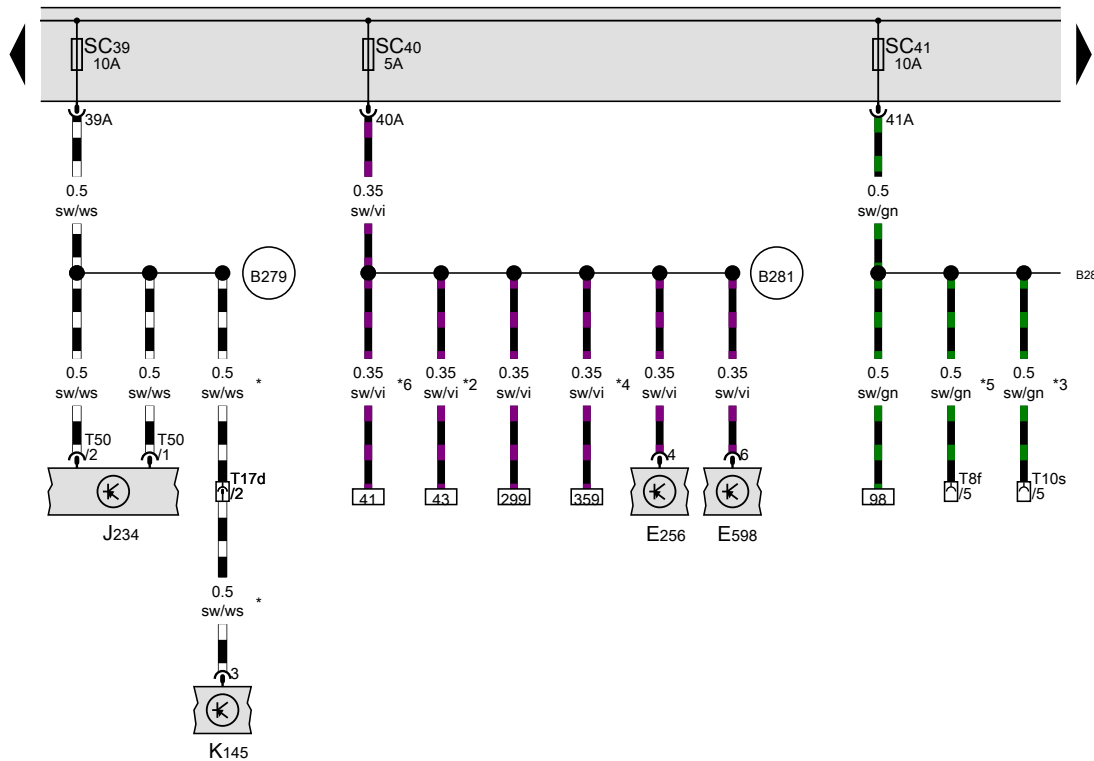 SC39 SC40 SC41
10A 5A 10A
39A 40A 41A
0.5 0.35 0.5
sw/ws sw/vi sw/gn
B279 B281 B28
0.5 0.5 0.5 0.35 0.35 0.35 0.35 0.35 0.35 0.5 0.5 0.5
sw/ws sw/ws sw/ws * sw/vi *6 sw/vi *2 sw/vi sw/vi *4 sw/vi sw/vi sw/gn sw/gn *5 sw/gn *3
T50 T50 4 6
/2 /1
T17d T8f T10s
/2 41 43 299 359 98 /5 /5
J234 E256 E598
0.5
sw/ws *
3
K145